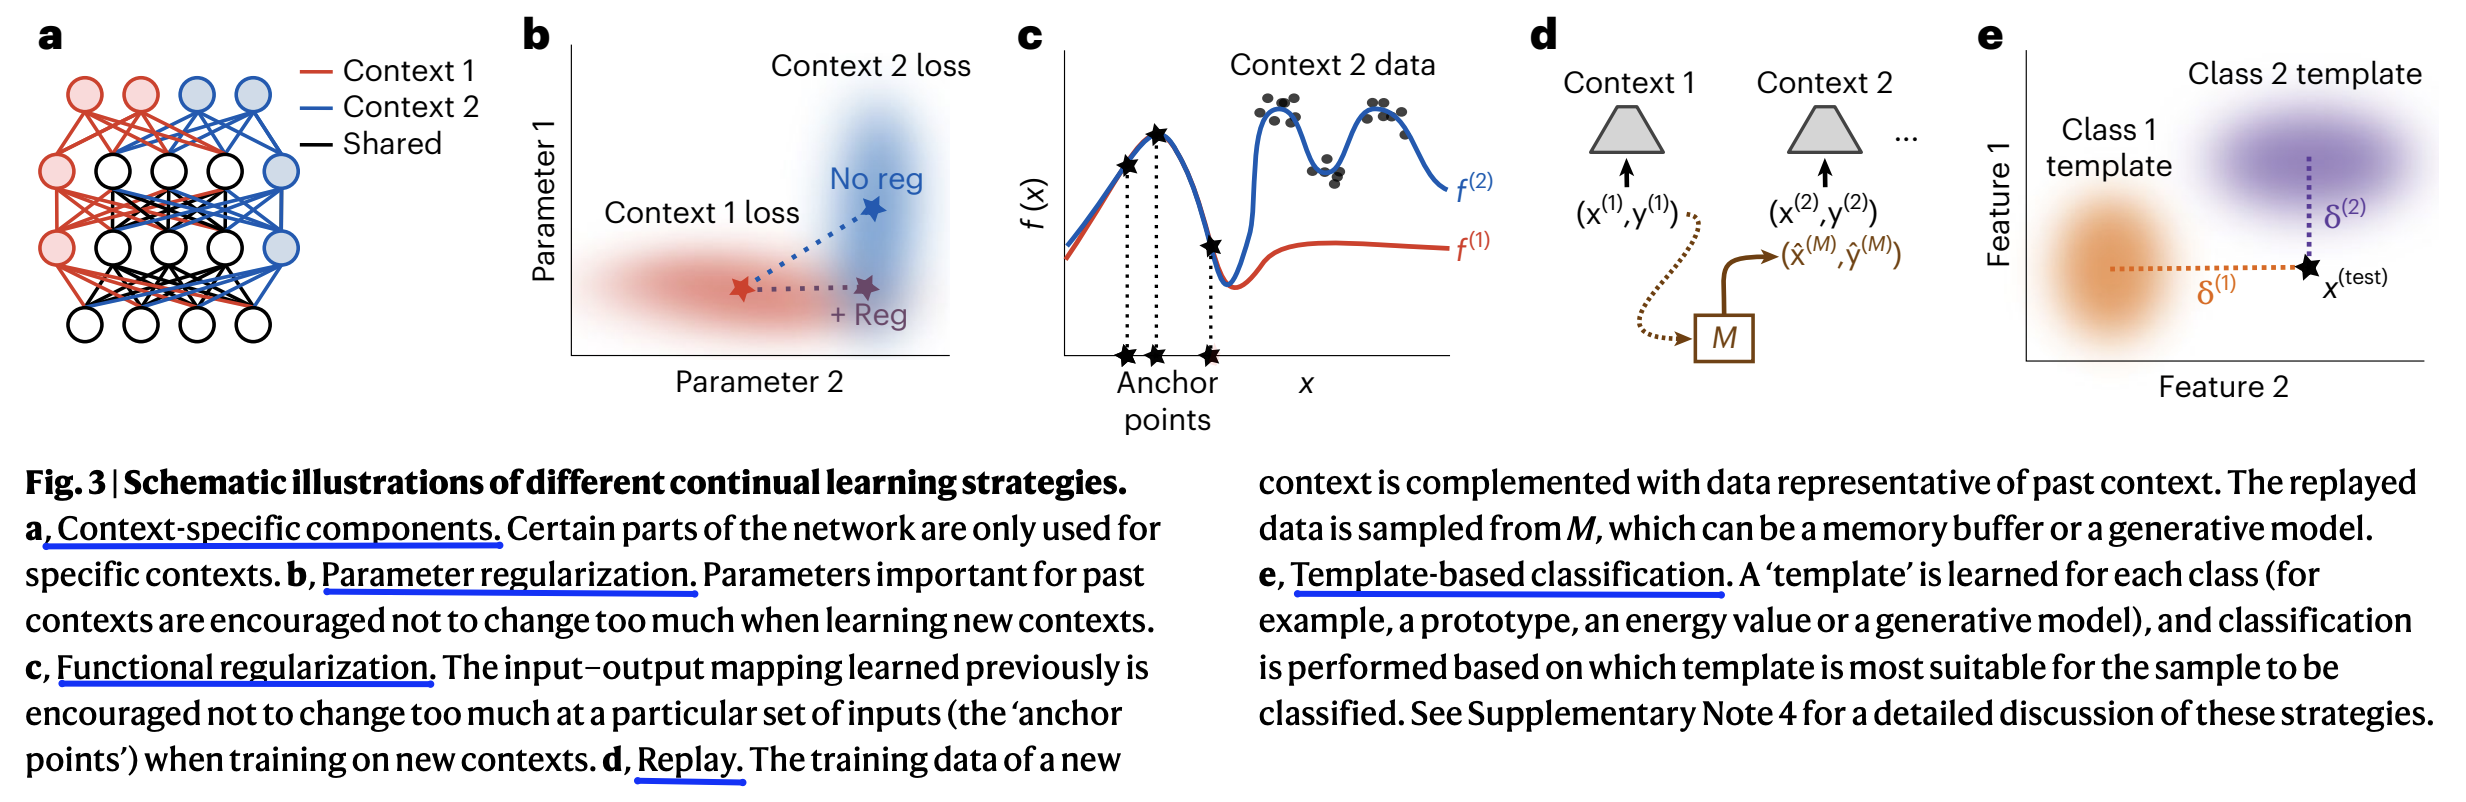 a
Context 1
Context 2
Shared
b
Context 2 loss
Parameter 1
No reg
Context 1 loss
+ Reg
Parameter 2
c
Context 2 data
f (x)
f(2)
f(1)
Anchor
points
x
d
Context 1
Context 2
...
(x(1),y(1))
(x(2),y(2))
(x̂(M),ŷ(M))
M
e
Class 2 template
Class 1
template
Feature 1
δ(2)
δ(1)
x(test)
Feature 2
Fig. 3 | Schematic illustrations of different continual learning strategies.
a, Context-specific components. Certain parts of the network are only used for
specific contexts. b, Parameter regularization. Parameters important for past
contexts are encouraged not to change too much when learning new contexts.
c, Functional regularization. The input–output mapping learned previously is
encouraged not to change too much at a particular set of inputs (the ‘anchor
points’) when training on new contexts. d, Replay. The training data of a new
context is complemented with data representative of past context. The replayed
data is sampled from M, which can be a memory buffer or a generative model.
e, Template-based classification. A ‘template’ is learned for each class (for
example, a prototype, an energy value or a generative model), and classification
is performed based on which template is most suitable for the sample to be
classified. See Supplementary Note 4 for a detailed discussion of these strategies.